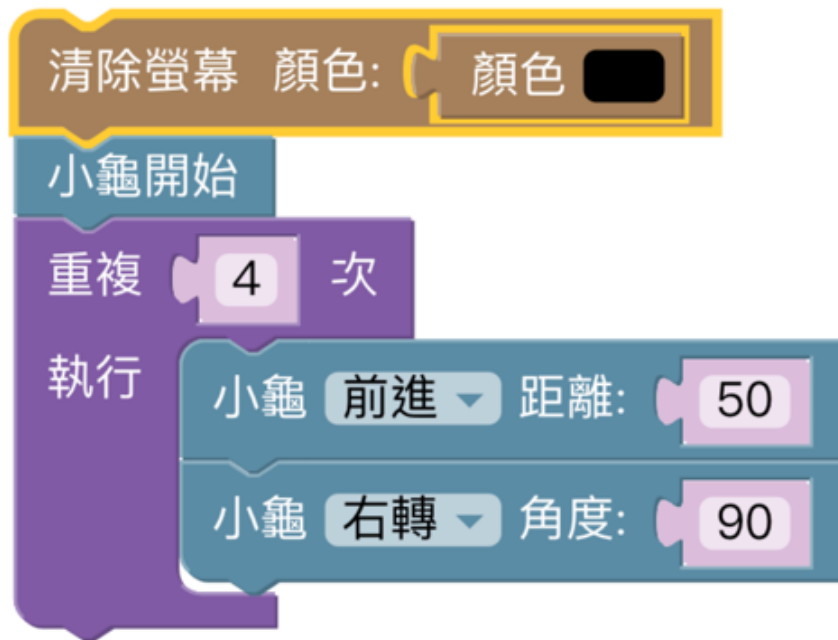 清除螢幕 顏色: 顏色
小龜開始
重複 4 次
執行
小龜 前進 距離: 50
小龜 右轉 角度: 90